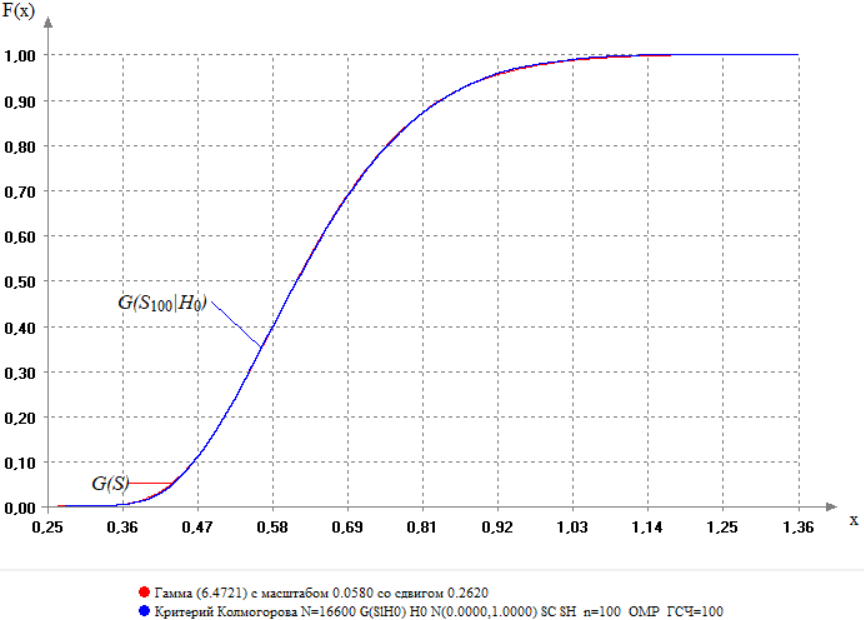 F(x)
1,00
0,90
0,80
0,70
0,60
0,50
G(S100|H0)
0,40
0,30
0,20
0,10
G(S)
0,00
0,25 0,36 0,47 0,58 0,69 0,81 0,92 1,03 1,14 1,25 1,36
x
Гамма (6.4721) с масштабом 0.0580 со сдвигом 0.2620
Критерий Колмогорова N=16600 G(S|H0) H0 N(0.0000,1.0000) SC SH n=100 ОМР ГСЧ=100